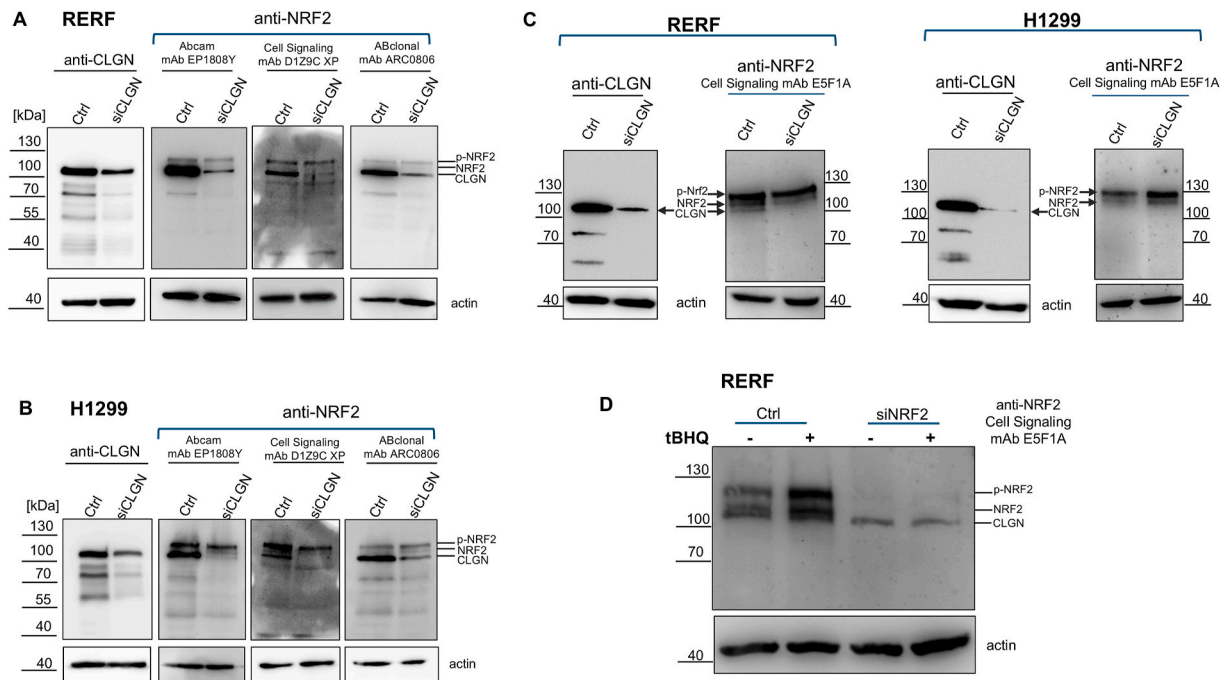 A RERF
anti-NRF2
anti-CLGN
Abcam
mAb EP1808Y
Cell Signaling
mAb D1Z9C XP
ABclonal
mAb ARC0806
[kDa]
Ctrl siCLGN Ctrl siCLGN Ctrl siCLGN Ctrl siCLGN
130
100
70
55
40
p-NRF2
NRF2
CLGN
40
actin
B H1299
anti-NRF2
anti-CLGN
Abcam
mAb EP1808Y
Cell Signaling
mAb D1Z9C XP
ABclonal
mAb ARC0806
[kDa]
Ctrl siCLGN Ctrl siCLGN Ctrl siCLGN Ctrl siCLGN
130
100
70
55
40
p-NRF2
NRF2
CLGN
40
actin
C RERF
anti-CLGN
anti-NRF2
Cell Signaling mAb E5F1A
Ctrl siCLGN Ctrl siCLGN
130
100
70
p-Nrf2
NRF2
CLGN
130
100
70
40
actin
40
H1299
anti-CLGN
anti-NRF2
Cell Signaling mAb E5F1A
Ctrl siCLGN Ctrl siCLGN
130
100
70
p-NRF2
NRF2
CLGN
130
100
70
40
actin
40
D RERF
Ctrl siNRF2
anti-NRF2
Cell Signaling
mAb E5F1A
tBHQ - + - +
130
100
70
p-NRF2
NRF2
CLGN
40
actin